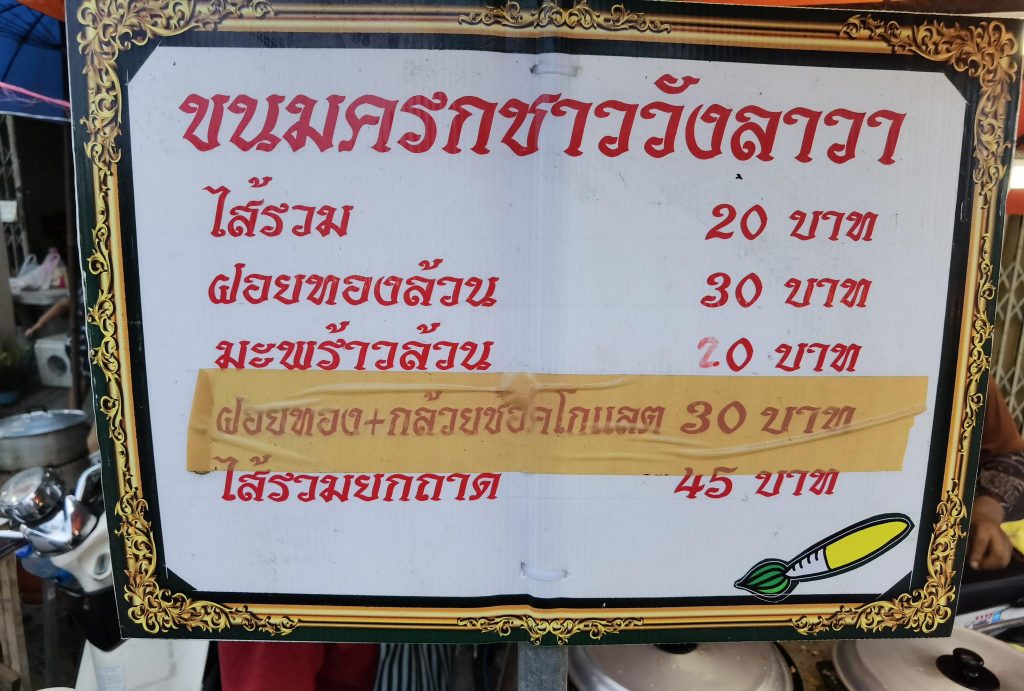 ขนมครกชาววังลาวา
ไส้รวม 20 บาท
ฝอยทองล้วน 30 บาท
มะพร้าวล้วน 20 บาท
ฝอยทอง+กล้วยชอคโกแลต 30 บาท
ไส้รวมยกถาด 45 บาท